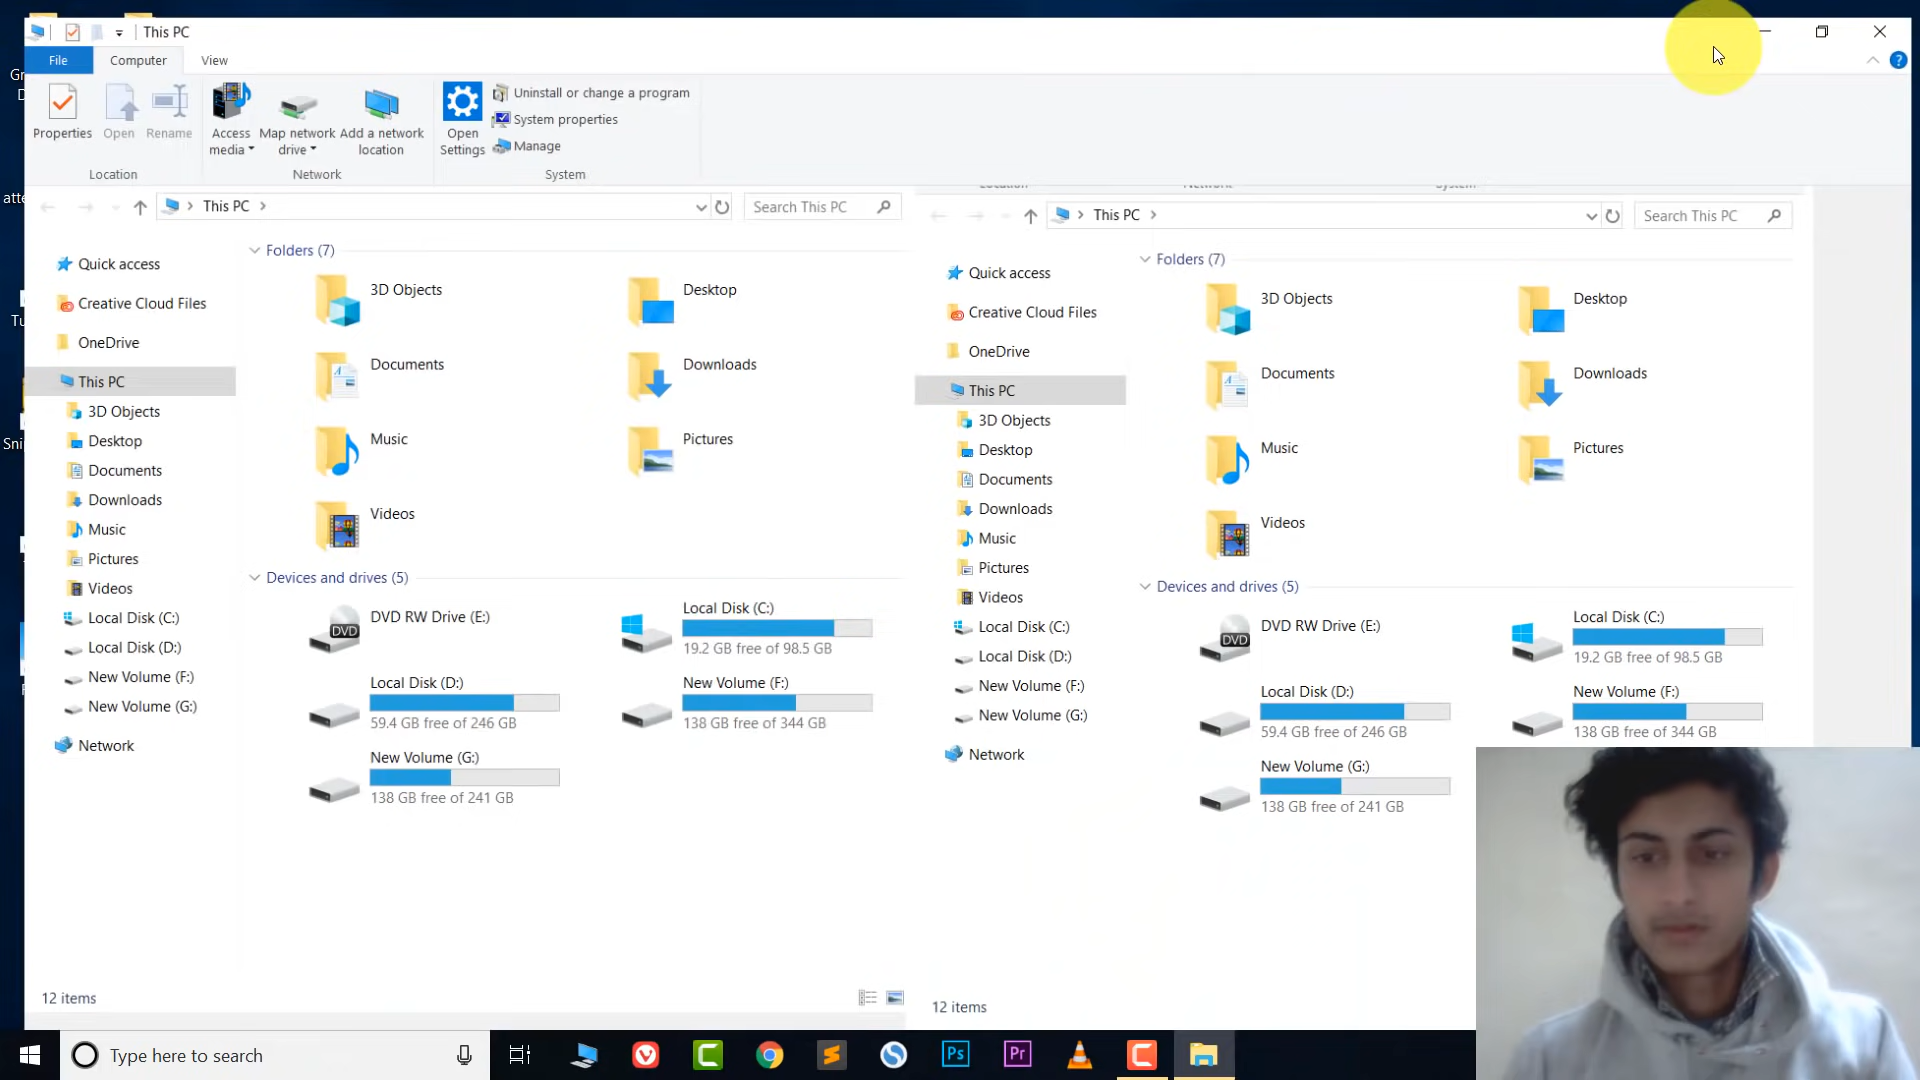 This PC
File Computer View
Properties Open Rename Access media Map network drive Add a network location Open Settings
Uninstall or change a program
System properties
Manage
Location Network System
This PC
Search This PC
Quick access
Creative Cloud Files
OneDrive
This PC
3D Objects
Desktop
Documents
Downloads
Music
Pictures
Videos
Local Disk (C:)
Local Disk (D:)
New Volume (F:)
New Volume (G:)
Network
Folders (7)
3D Objects
Desktop
Documents
Downloads
Music
Pictures
Videos
Devices and drives (5)
DVD RW Drive (E:)
DVD
Local Disk (C:)
19.2 GB free of 98.5 GB
Local Disk (D:)
59.4 GB free of 246 GB
New Volume (F:)
138 GB free of 344 GB
New Volume (G:)
138 GB free of 241 GB
12 items
This PC
Search This PC
Quick access
Creative Cloud Files
OneDrive
This PC
3D Objects
Desktop
Documents
Downloads
Music
Pictures
Videos
Local Disk (C:)
Local Disk (D:)
New Volume (F:)
New Volume (G:)
Network
Folders (7)
3D Objects
Desktop
Documents
Downloads
Music
Pictures
Videos
Devices and drives (5)
DVD RW Drive (E:)
DVD
Local Disk (C:)
19.2 GB free of 98.5 GB
Local Disk (D:)
59.4 GB free of 246 GB
New Volume (F:)
138 GB free of 344 GB
New Volume (G:)
138 GB free of 241 GB
12 items
Type here to search
Ps
Pr